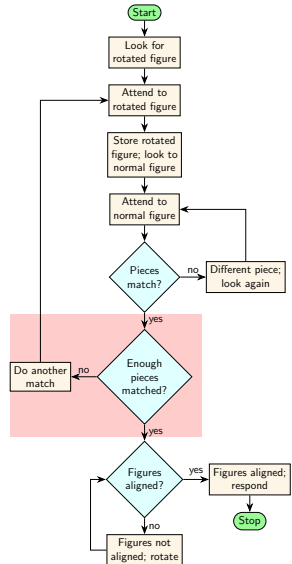 Start
Look for
rotated figure
Attend to
rotated figure
Store rotated
figure; look to
normal figure
Attend to
normal figure
Pieces
match?
no
Different piece;
look again
yes
Enough
pieces
matched?
no
Do another
match
yes
Figures
aligned?
yes
Figures aligned;
respond
Stop
no
Figures not
aligned; rotate